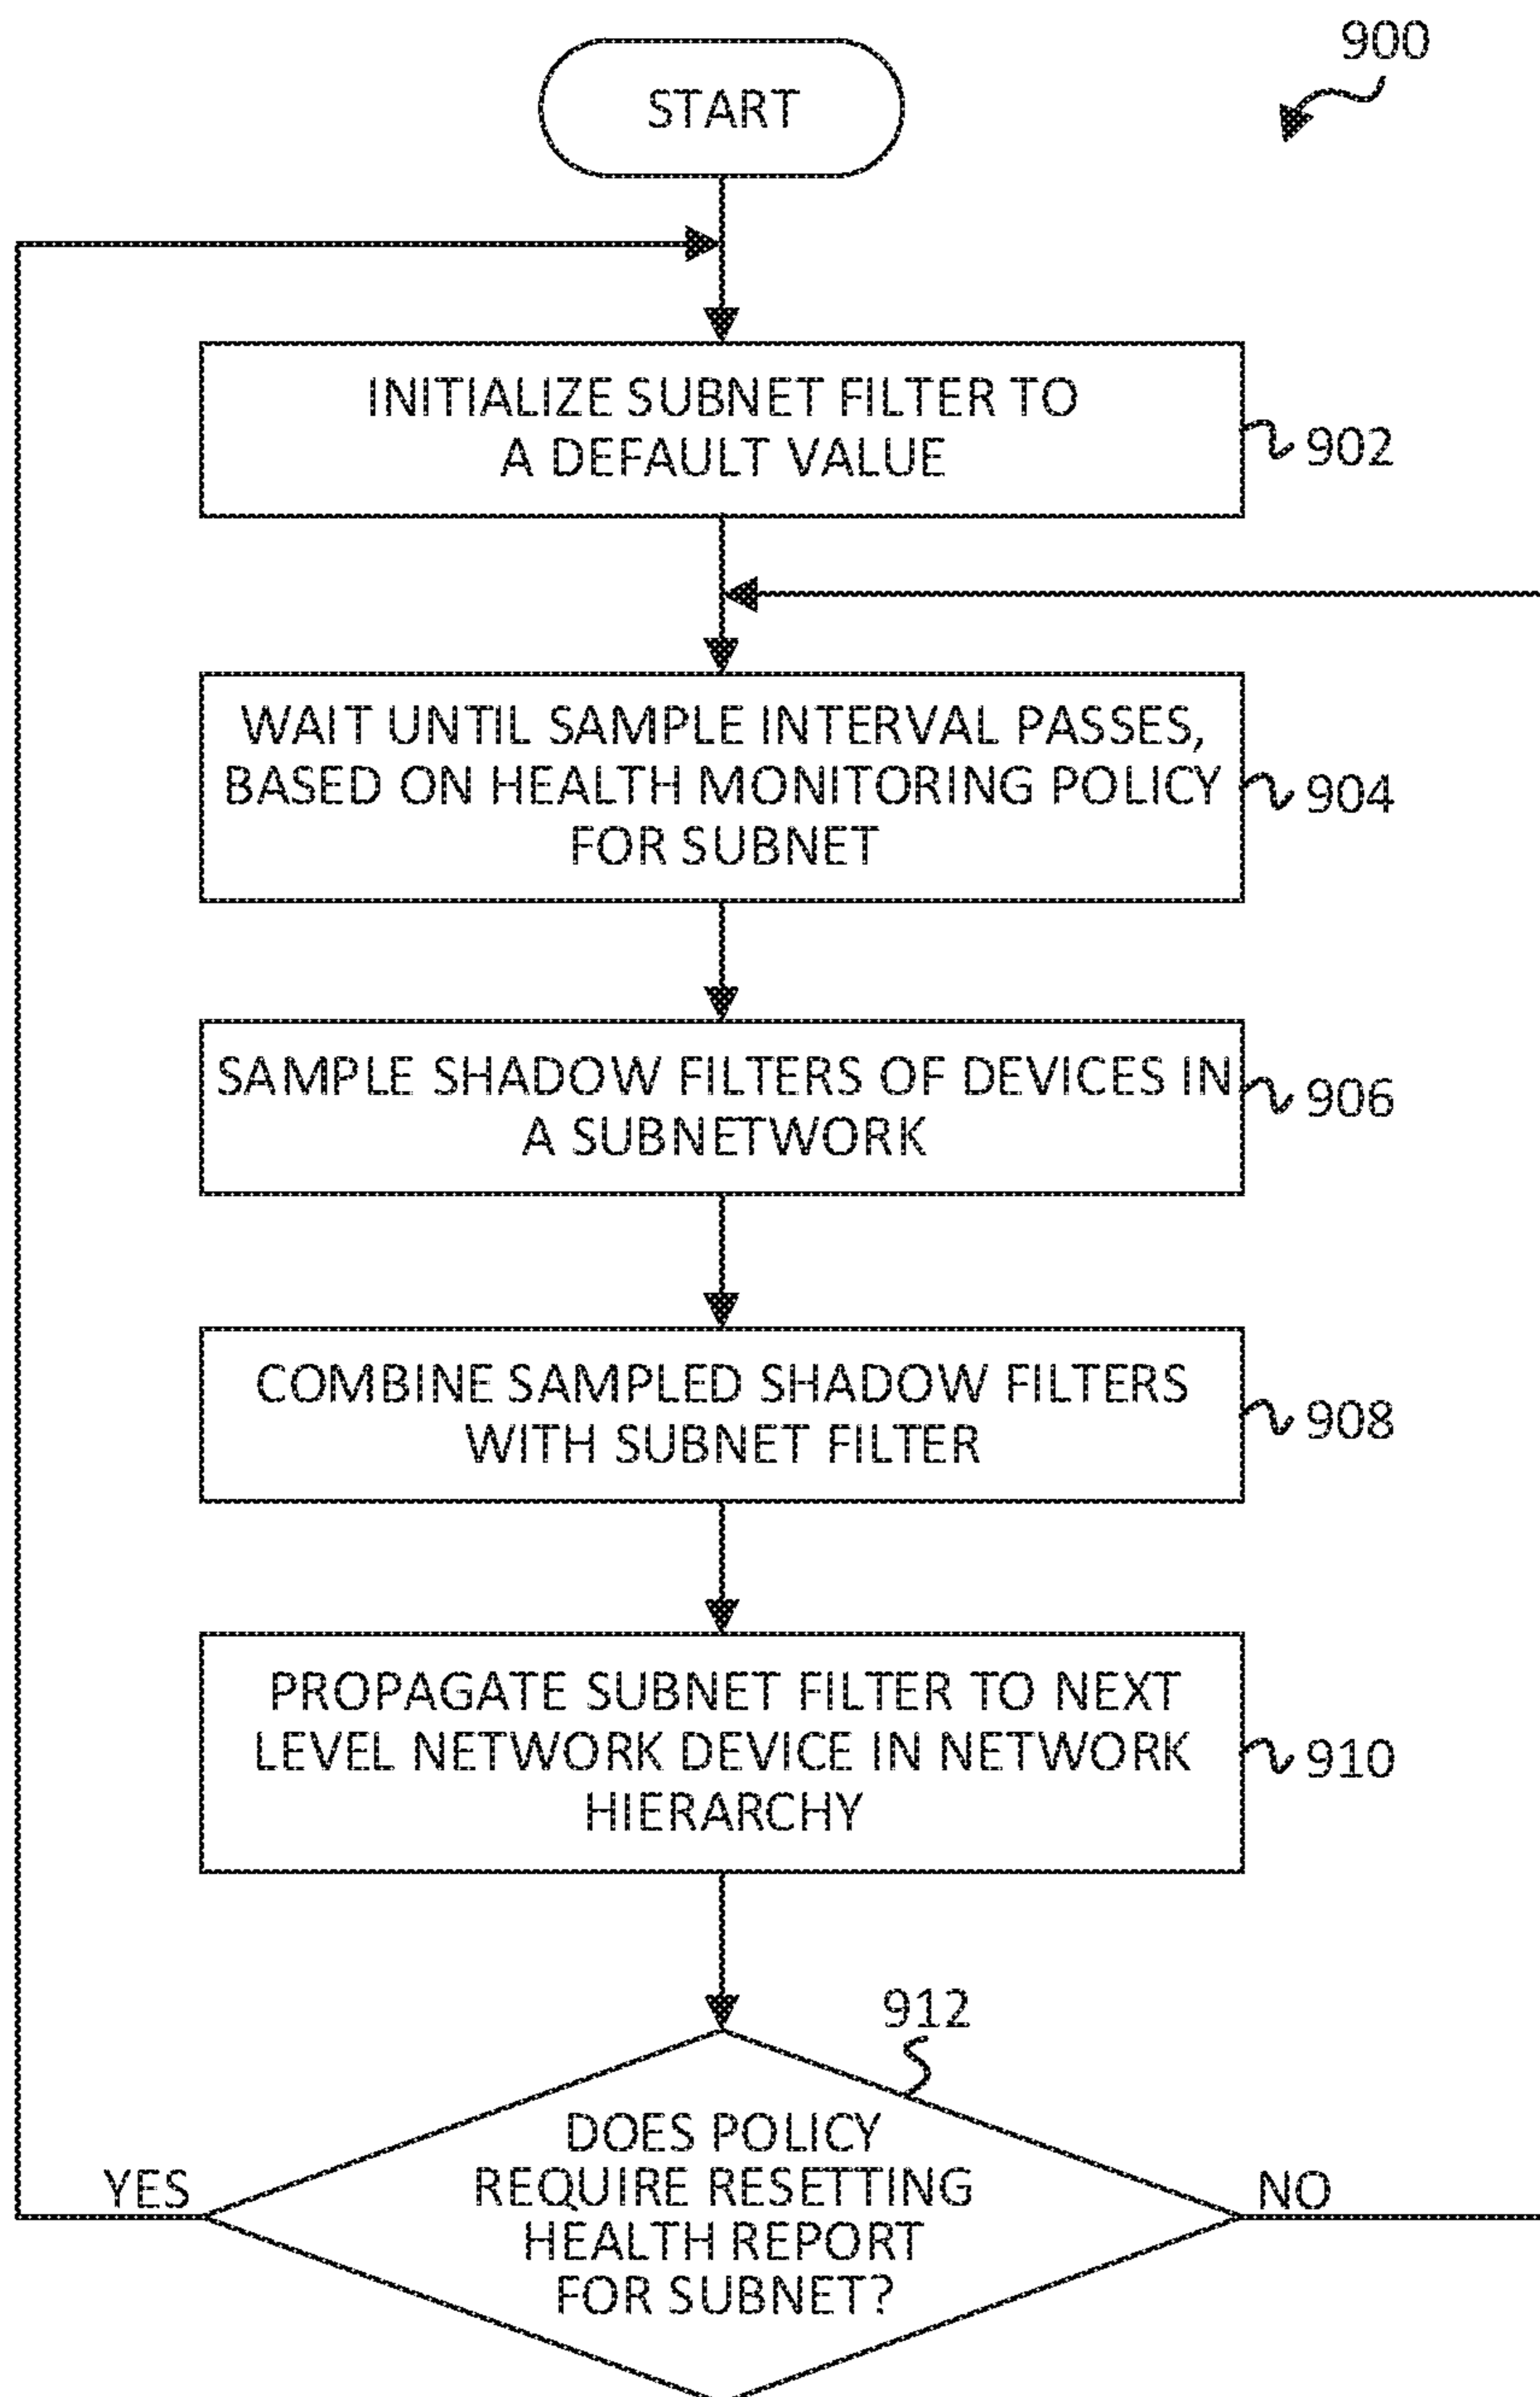 900
START
INITIALIZE SUBNET FILTER TO
A DEFAULT VALUE
902
WAIT UNTIL SAMPLE INTERVAL PASSES,
BASED ON HEALTH MONITORING POLICY
FOR SUBNET
904
SAMPLE SHADOW FILTERS OF DEVICES IN
A SUBNETWORK
906
COMBINE SAMPLED SHADOW FILTERS
WITH SUBNET FILTER
908
PROPAGATE SUBNET FILTER TO NEXT
LEVEL NETWORK DEVICE IN NETWORK
HIERARCHY
910
912
DOES POLICY
REQUIRE RESETTING
HEALTH REPORT
FOR SUBNET?
YES
NO